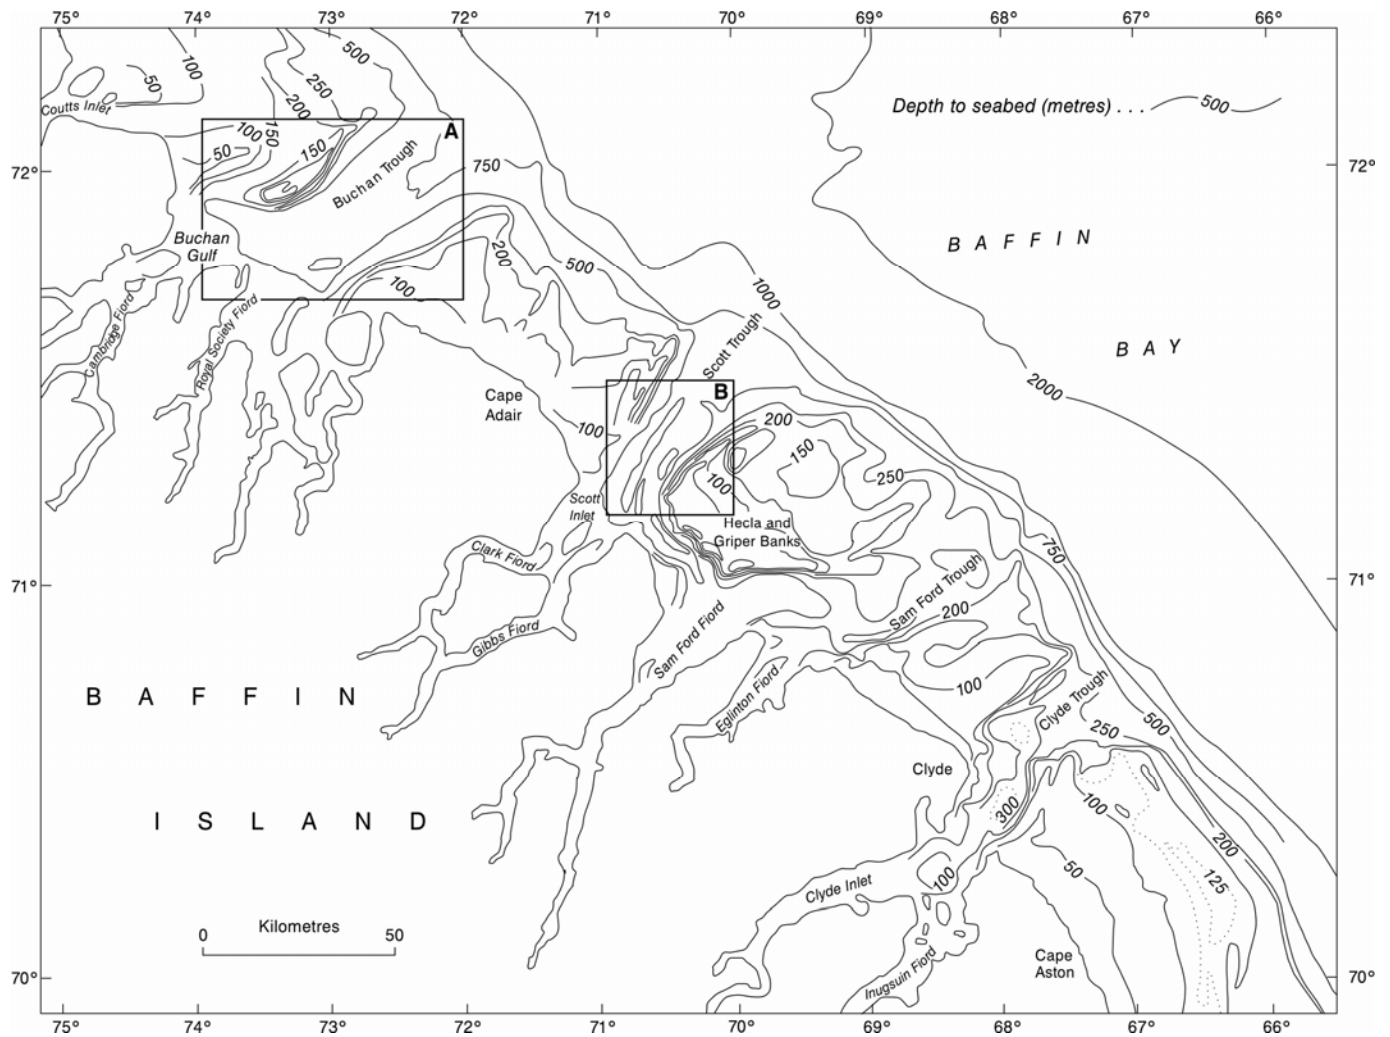 75° 74° 73° 72° 71° 70° 69° 68° 67° 66°
500
100
50
250
200
Coutts Inlet
Depth to seabed (metres) . . . 500
A
100
150
50
150
Buchan Trough
750
72°
72°
Buchan
Gulf
200
500
BAFFIN
100
1000
Cambridge Fiord
Royal Society Fiord
Scott Trough
BAY
2000
B
Cape
Adair
100
200
150
250
100
Scott
Inlet
Hecla and
Griper Banks
750
Clark Fiord
71°
71°
Sam Ford Trough
200
Gibbs Fiord
Sam Ford Fiord
BAFFIN
100
Eglinton Fiord
Clyde Trough
500
250
Clyde
300
100
ISLAND
200
50
125
100
Clyde Inlet
Kilometres
0 50
Cape
Aston
Inugsuin Fiord
70°
70°
75° 74° 73° 72° 71° 70° 69° 68° 67° 66°